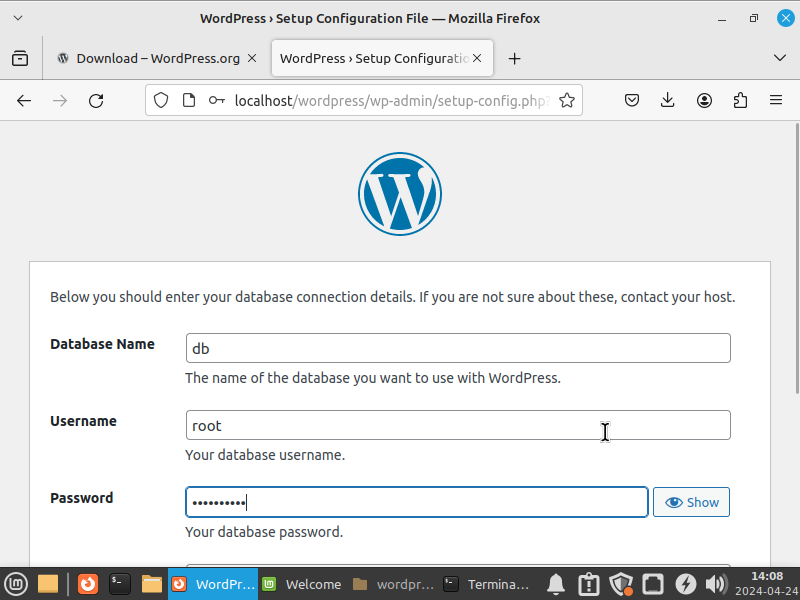 WordPress › Setup Configuration File — Mozilla Firefox
Download – WordPress.org
WordPress › Setup Configuratio
localhost/wordpress/wp-admin/setup-config.php?
Below you should enter your database connection details. If you are not sure about these, contact your host.
Database Name
db
The name of the database you want to use with WordPress.
Username
root
Your database username.
Password
••••••••••
Show
Your database password.
WordPr...
Welcome
wordpr...
Termina...
14:08
2024-04-24